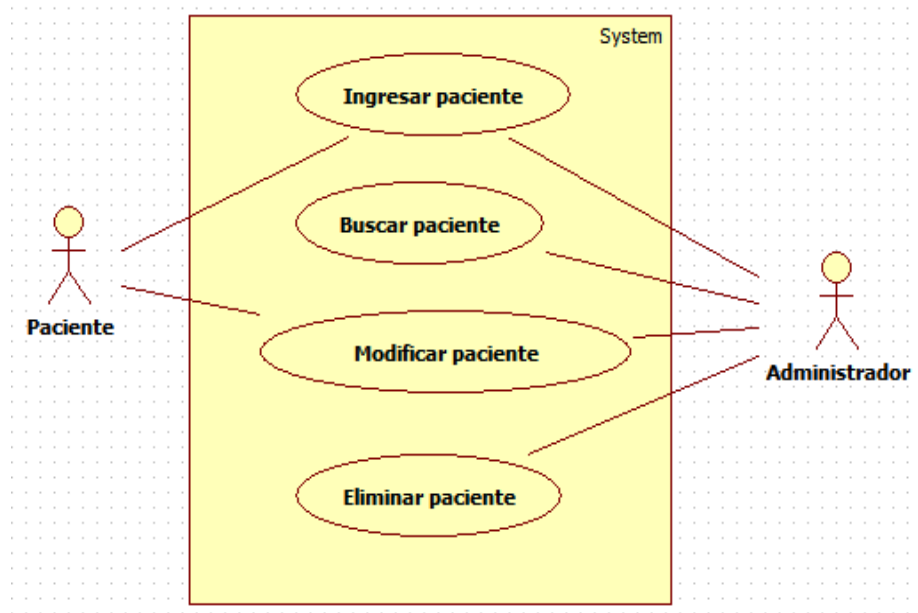 System
Ingresar paciente
Buscar paciente
Paciente
Modificar paciente
Administrador
Eliminar paciente